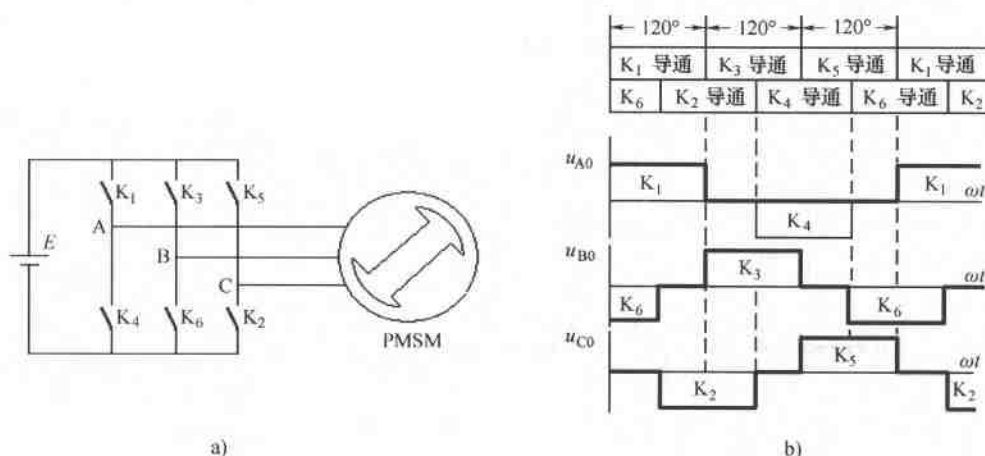 120° 120° 120°
K₁ 导通 K₃ 导通 K₅ 导通 K₁ 导通
K₆ K₂ 导通 K₄ 导通 K₆ 导通 K₂
u_A0
K₁ K₁ ωt
K₄
u_B0
K₃
K₆ K₆
u_C0
K₅ ωt
K₂ K₂
b)
K₁ K₃ K₅
A
E
B
C
K₄ K₆ K₂
PMSM
a)